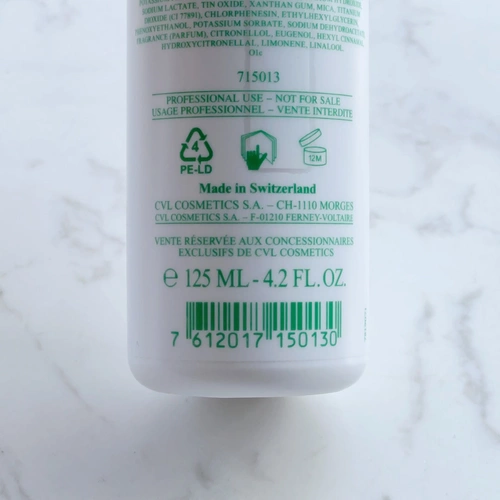 SODIUM LACTATE, TIN OXIDE, XANTHAN GUM, MICA, TITANIUM
DIOXIDE (CI 77891), CHLORPHENESIN, ETHYLHEXYLGLYCERIN,
PHENOXYETHANOL, POTASSIUM SORBATE, SODIUM DEHYDROACETATE,
FRAGRANCE (PARFUM), CITRONELLOL, EUGENOL, HEXYL CINNAMAL,
HYDROXYCITRONELLAL, LIMONENE, LINALOOL.
O1c
715013
PROFESSIONAL USE – NOT FOR SALE
USAGE PROFESSIONNEL – VENTE INTERDITE
4
PE-LD
12M
Made in Switzerland
CVL COSMETICS S.A. – CH-1110 MORGES
CVL COSMETICS S.A. – F-01210 FERNEY-VOLTAIRE
VENTE RÉSERVÉE AUX CONCESSIONNAIRES
EXCLUSIFS DE CVL COSMETICS
℮ 125 ML - 4.2 FL. OZ.
7 612017 150130